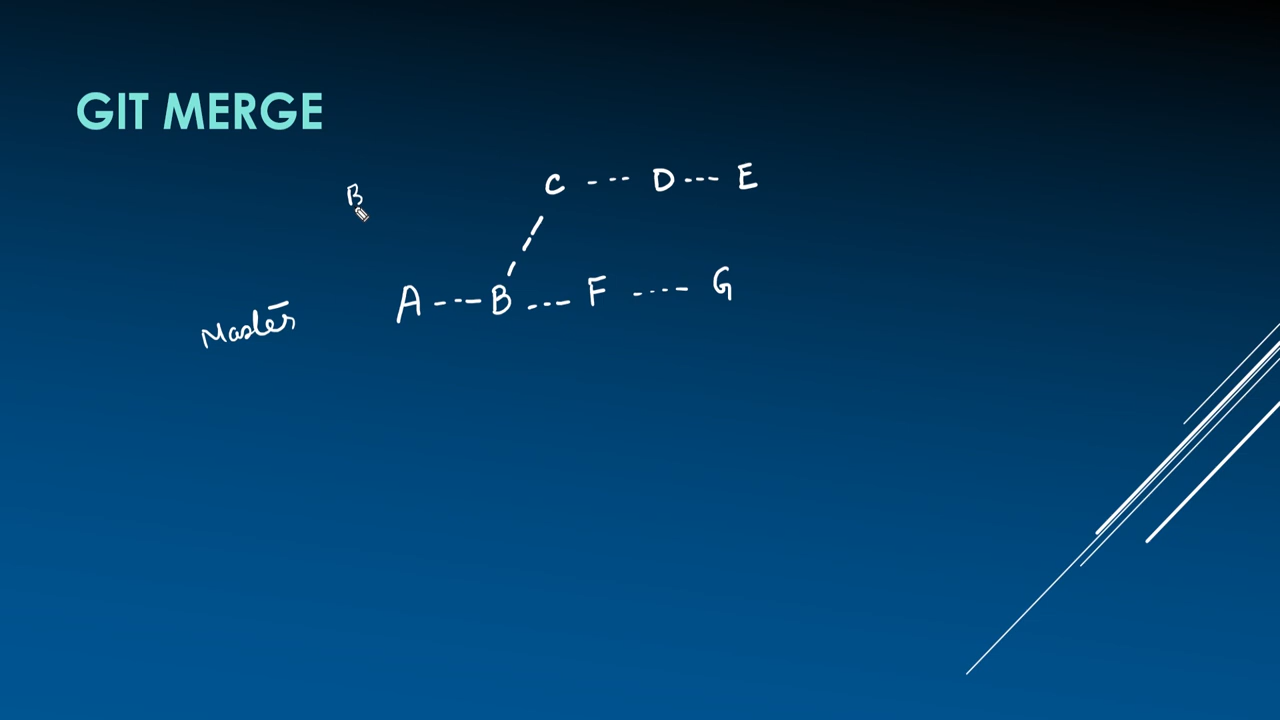 GIT MERGE
B
C ---- D --- E
A --- B --- F ---- G
Master